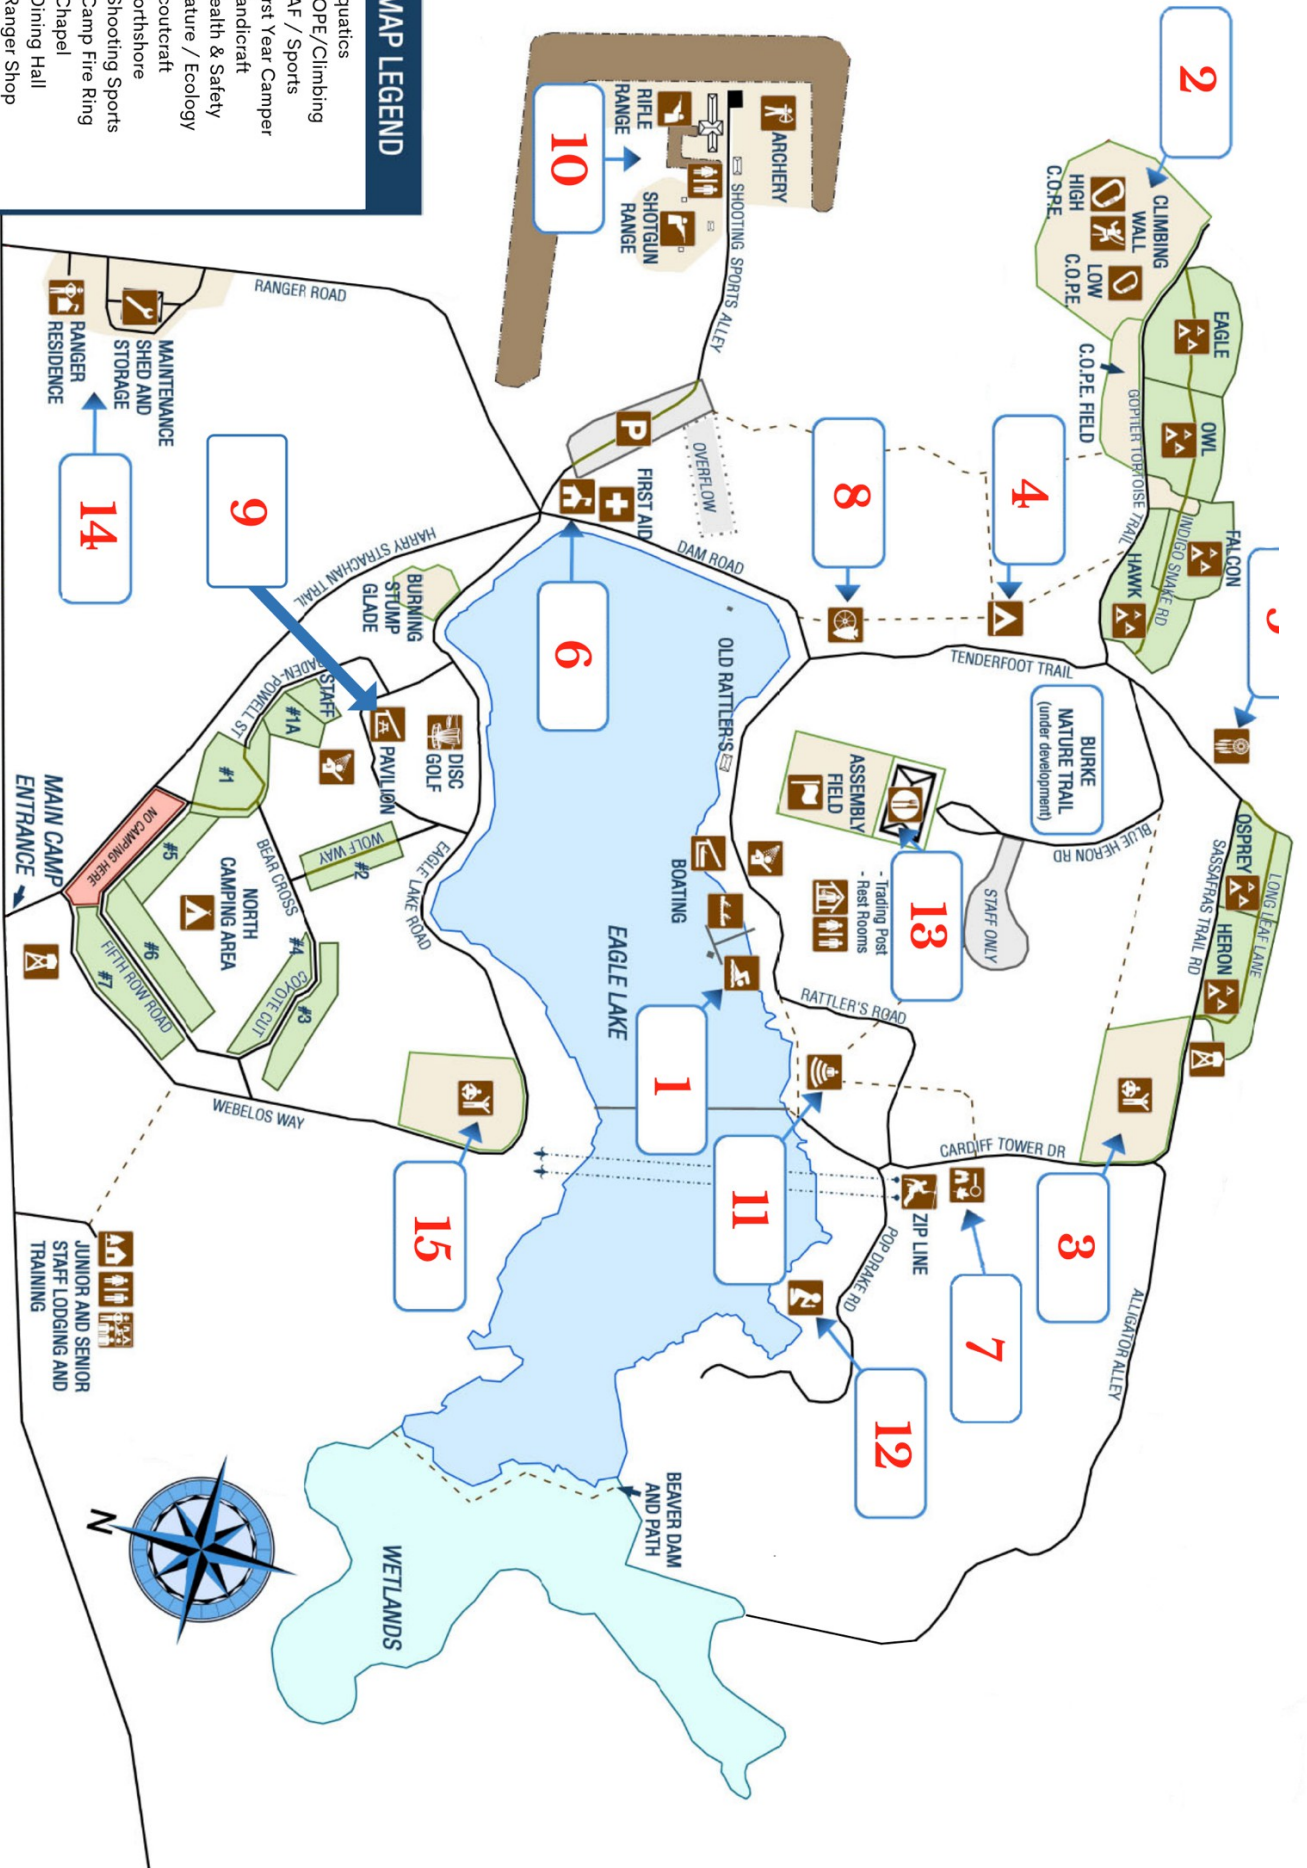 MAP LEGEND
quatics
OPE/Climbing
AF / Sports
rst Year Camper
andicraft
ealth & Safety
ature / Ecology
coutcraft
orthshore
Shooting Sports
Camp Fire Ring
Chapel
Dining Hall
Ranger Shop
2
CLIMBING
WALL
HIGH
C.O.P.E.
LOW
C.O.P.E.
C.O.P.E. FIELD
GOPHER TORTOISE TRAIL
EAGLE
OWL
FALCON
INDIGO SNAKE RD
HAWK
10
RIFLE
RANGE
ARCHERY
SHOTGUN
RANGE
SHOOTING SPORTS ALLEY
P
OVERFLOW
FIRST AID
DAM ROAD
8
4
TENDERFOOT TRAIL
BURKE
NATURE TRAIL
(under development)
BLUE HERON RD
OSPREY
SASSAFRAS TRAIL RD
LONG LEAF LANE
HERON
RANGER ROAD
MAINTENANCE
SHED AND
STORAGE
RANGER
RESIDENCE
14
9
6
HARRY STRACHAN TRAIL
BURNING
STUMP
GLADE
OLD RATTLER'S
ASSEMBLY
FIELD
13
STAFF ONLY
- Trading Post
- Rest Rooms
BOATING
EAGLE LAKE
RATTLER'S ROAD
1
11
STAFF
#1A
BADEN-POWELL ST
#1
PAVILION
DISC
GOLF
WOLF WAY
#2
EAGLE LAKE ROAD
BEAR CROSS
NORTH
CAMPING AREA
#5
NO CAMPING HERE
MAIN CAMP
ENTRANCE
#4
COYOTE CUT
#3
#6
FIFTH ROW ROAD
#7
WEBELOS WAY
15
CARDIFF TOWER DR
3
ZIP LINE
7
POP DRAKE RD
ALLIGATOR ALLEY
12
JUNIOR AND SENIOR
STAFF LODGING AND
TRAINING
BEAVER DAM
AND PATH
WETLANDS
N